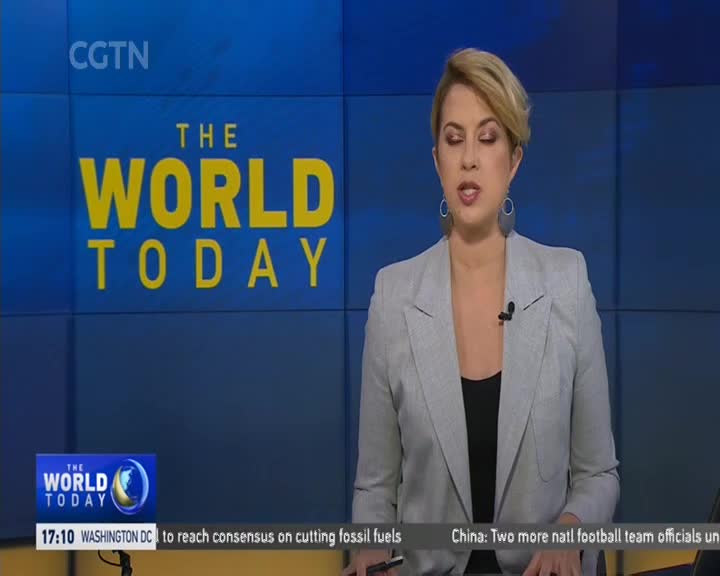 CGTN
THE
WORLD
TODAY
THE
WORLD
TODAY
17:10 WASHINGTON DC
l to reach consensus on cutting fossil fuels China: Two more natl football team officials un